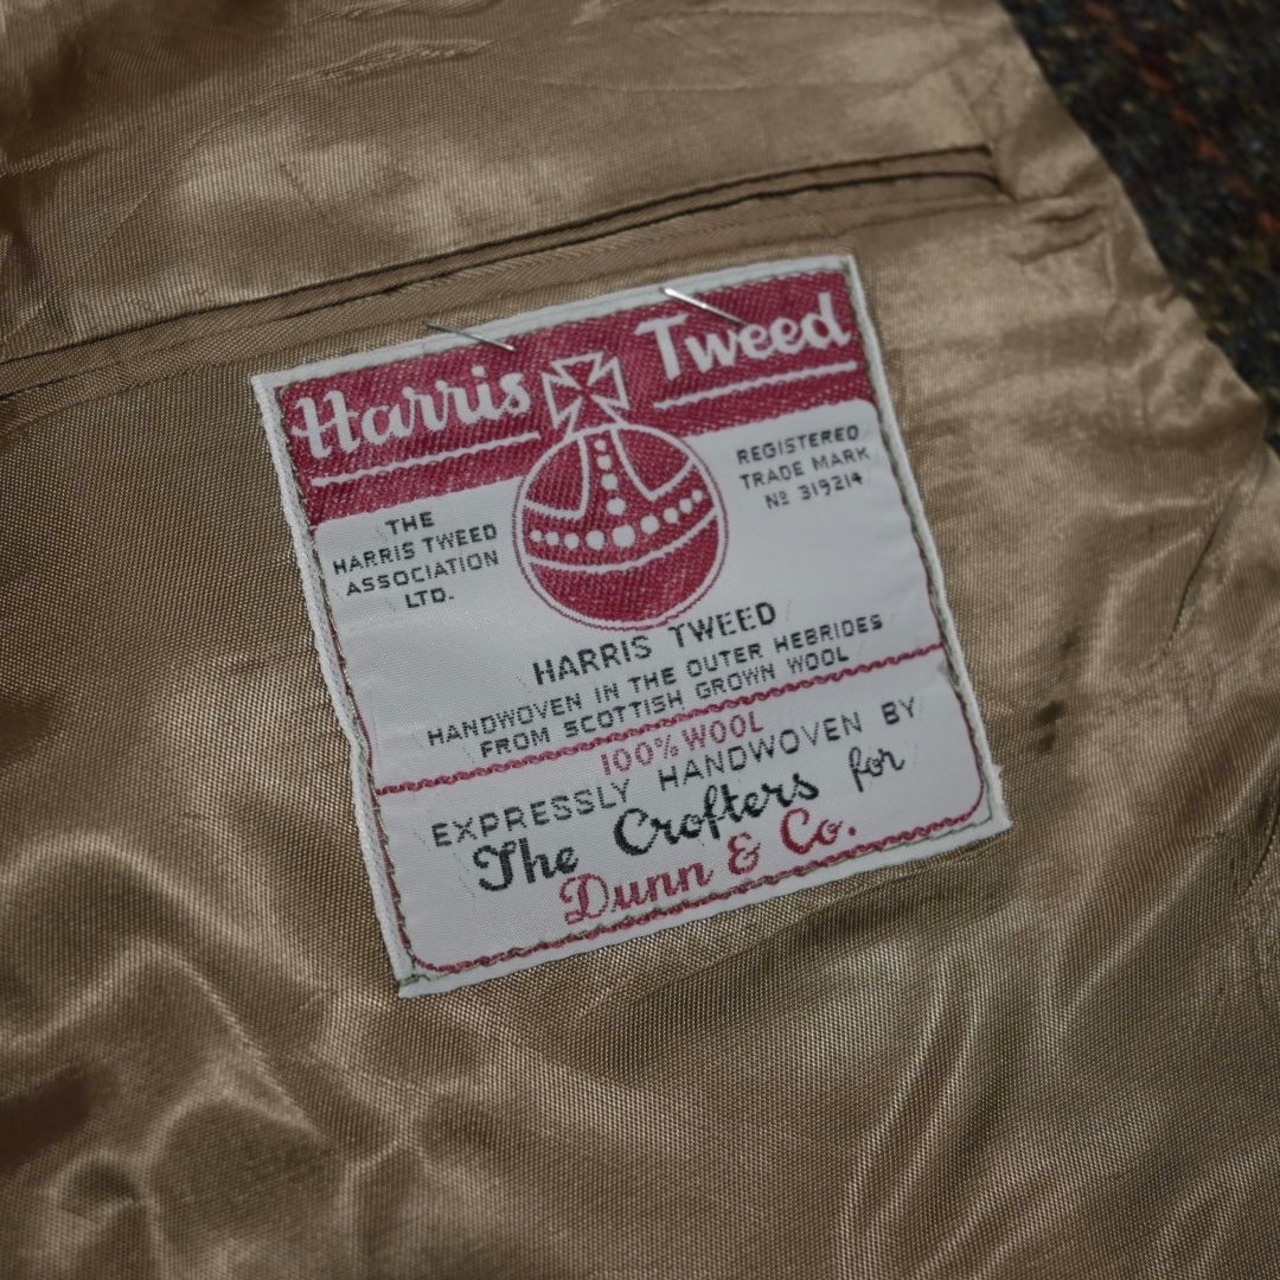 Harris Tweed
THE
HARRIS TWEED
ASSOCIATION
LTD.
REGISTERED
TRADE MARK
Nº 319214
HARRIS TWEED
HANDWOVEN IN THE OUTER HEBRIDES
FROM SCOTTISH GROWN WOOL
100% WOOL
EXPRESSLY HANDWOVEN BY
The Crofters for
Dunn & Co.